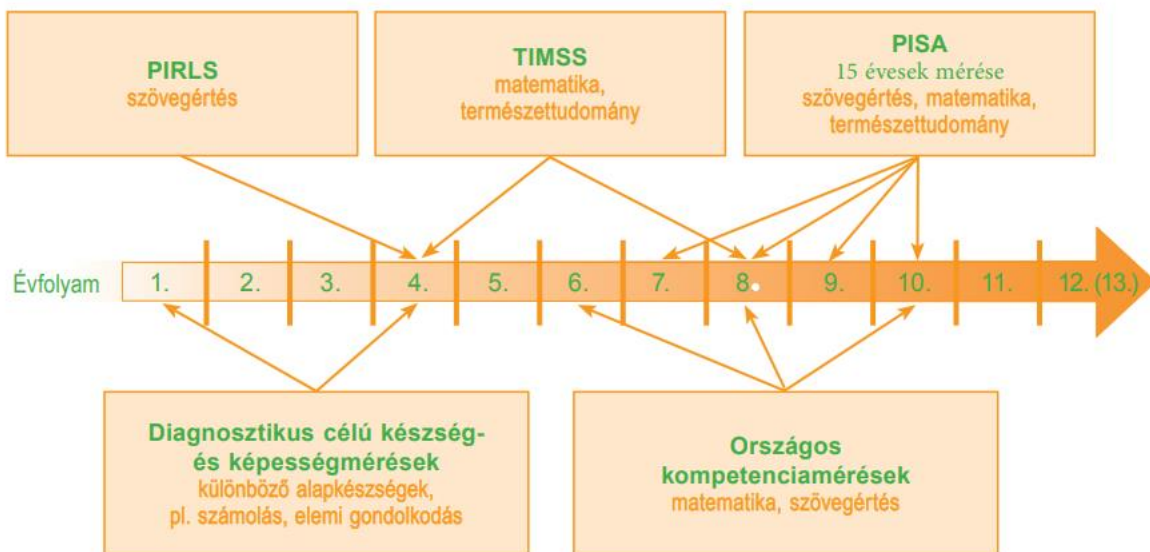 PIRLS
szövegértés
TIMSS
matematika,
természettudomány
PISA
15 évesek mérése
szövegértés, matematika,
természettudomány
Évfolyam 1. 2. 3. 4. 5. 6. 7. 8. 9. 10. 11. 12. (13.)
Diagnosztikus célú készség-
és képességmérések
különböző alapkészségek,
pl. számolás, elemi gondolkodás
Országos
kompetenciamérések
matematika, szövegértés